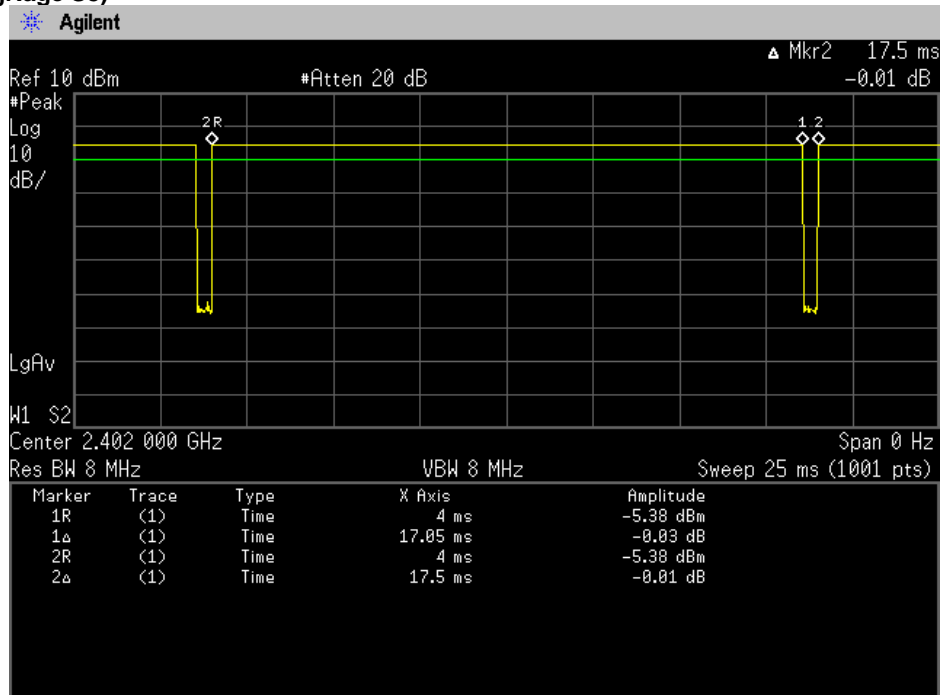 Agilent
Δ Mkr2 17.5 ms
Ref 10 dBm #Atten 20 dB -0.01 dB
#Peak
Log
10
dB/
2R
1 2
LgAv
W1 S2
Center 2.402 000 GHz Span 0 Hz
Res BW 8 MHz VBW 8 MHz Sweep 25 ms (1001 pts)
Marker Trace Type X Axis Amplitude
1R (1) Time 4 ms -5.38 dBm
1Δ (1) Time 17.05 ms -0.03 dB
2R (1) Time 4 ms -5.38 dBm
2Δ (1) Time 17.5 ms -0.01 dB